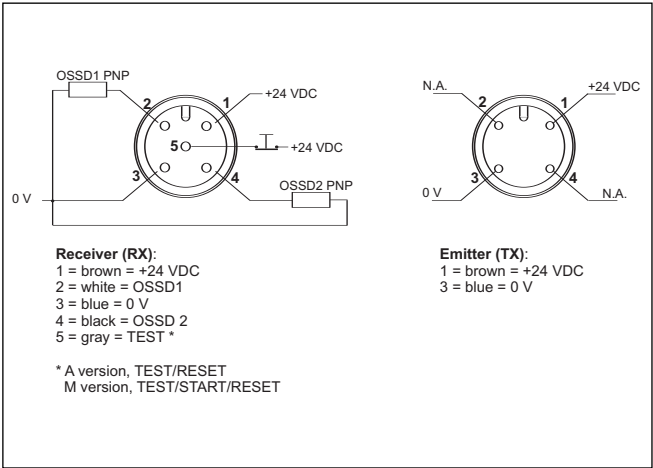 OSSD1 PNP
2
1
+24 VDC
5
+24 VDC
3
4
OSSD2 PNP
0 V
N.A.
2
1
+24 VDC
0 V
3
4
N.A.
Receiver (RX):
1 = brown = +24 VDC
2 = white = OSSD1
3 = blue = 0 V
4 = black = OSSD 2
5 = gray = TEST *
* A version, TEST/RESET
M version, TEST/START/RESET
Emitter (TX):
1 = brown = +24 VDC
3 = blue = 0 V